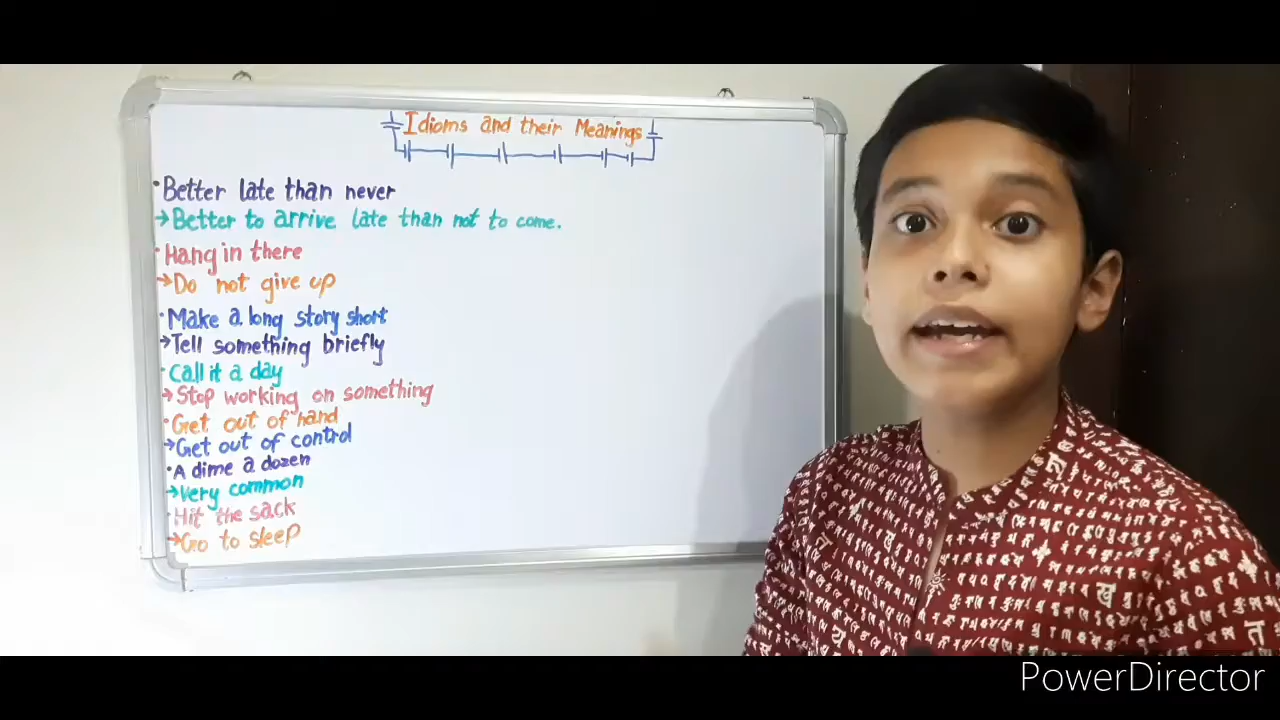 Idioms and their Meanings
• Better late than never
→ Better to arrive late than not to come.
• Hang in there
→ Do not give up
• Make a long story short
→ Tell something briefly
• Call it a day
→ Stop working on something
• Get out of hand
→ Get out of control
• A dime a dozen
→ Very common
• Hit the sack
→ Go to sleep
PowerDirector